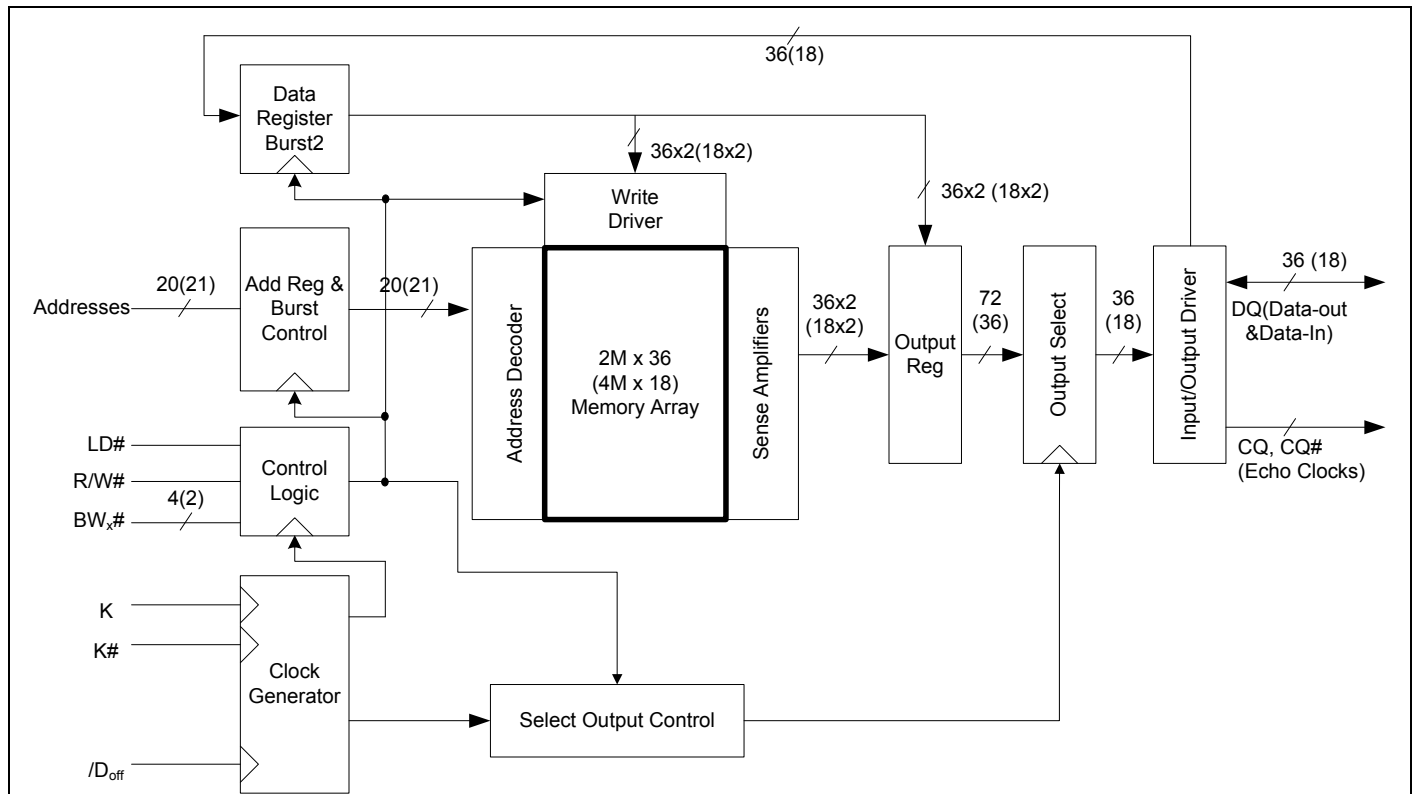 36(18)
Data
Register
Burst2
36x2(18x2)
36x2 (18x2)
Write
Driver
Addresses
20(21)
Add Reg &
Burst
Control
20(21)
Address Decoder
2M x 36
(4M x 18)
Memory Array
Sense Amplifiers
36x2
(18x2)
Output
Reg
72
(36)
Output Select
36
(18)
Input/Output Driver
36 (18)
DQ(Data-out
&Data-In)
CQ, CQ#
(Echo Clocks)
LD#
R/W#
BWx#
4(2)
Control
Logic
K
K#
/Doff
Clock
Generator
Select Output Control